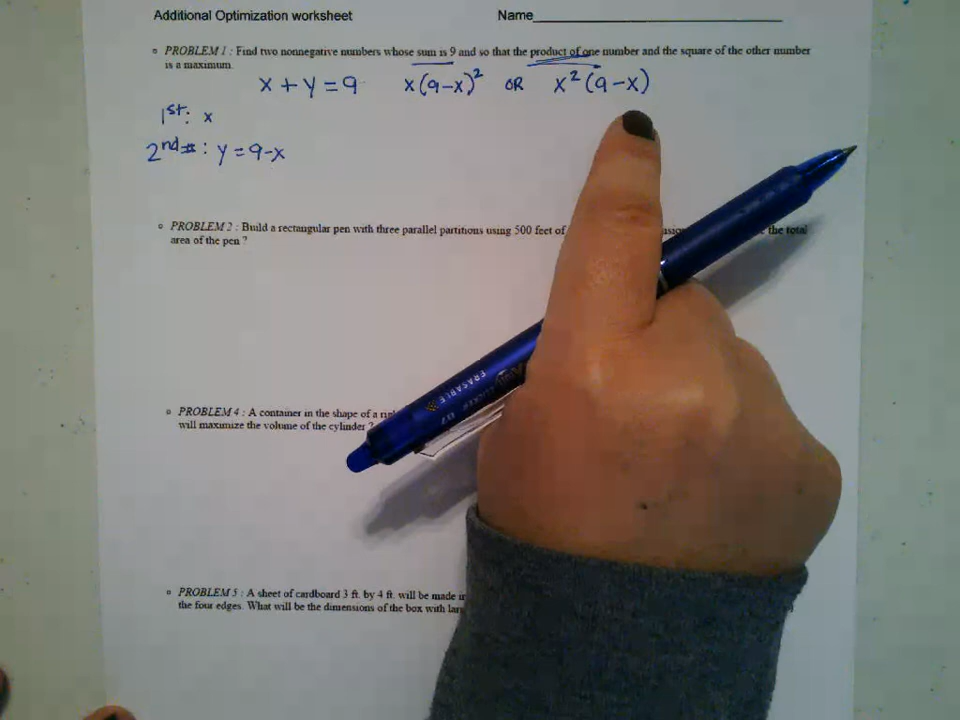 Additional Optimization worksheet Name
PROBLEM 1 : Find two nonnegative numbers whose sum is 9 and so that the product of one number and the square of the other number
is a maximum.
x + y = 9 x(9-x)² OR x²(9-x)
1st: x
2nd #: y = 9-x
PROBLEM 2 : Build a rectangular pen with three parallel partitions using 500 feet of the total
area of the pen ?
PROBLEM 4 : A container in the shape of a
will maximize the volume of the cylinder ?
ERASABLE
PROBLEM 5 : A sheet of cardboard 3 ft. by 4 ft. will be made
the four edges. What will be the dimensions of the box with